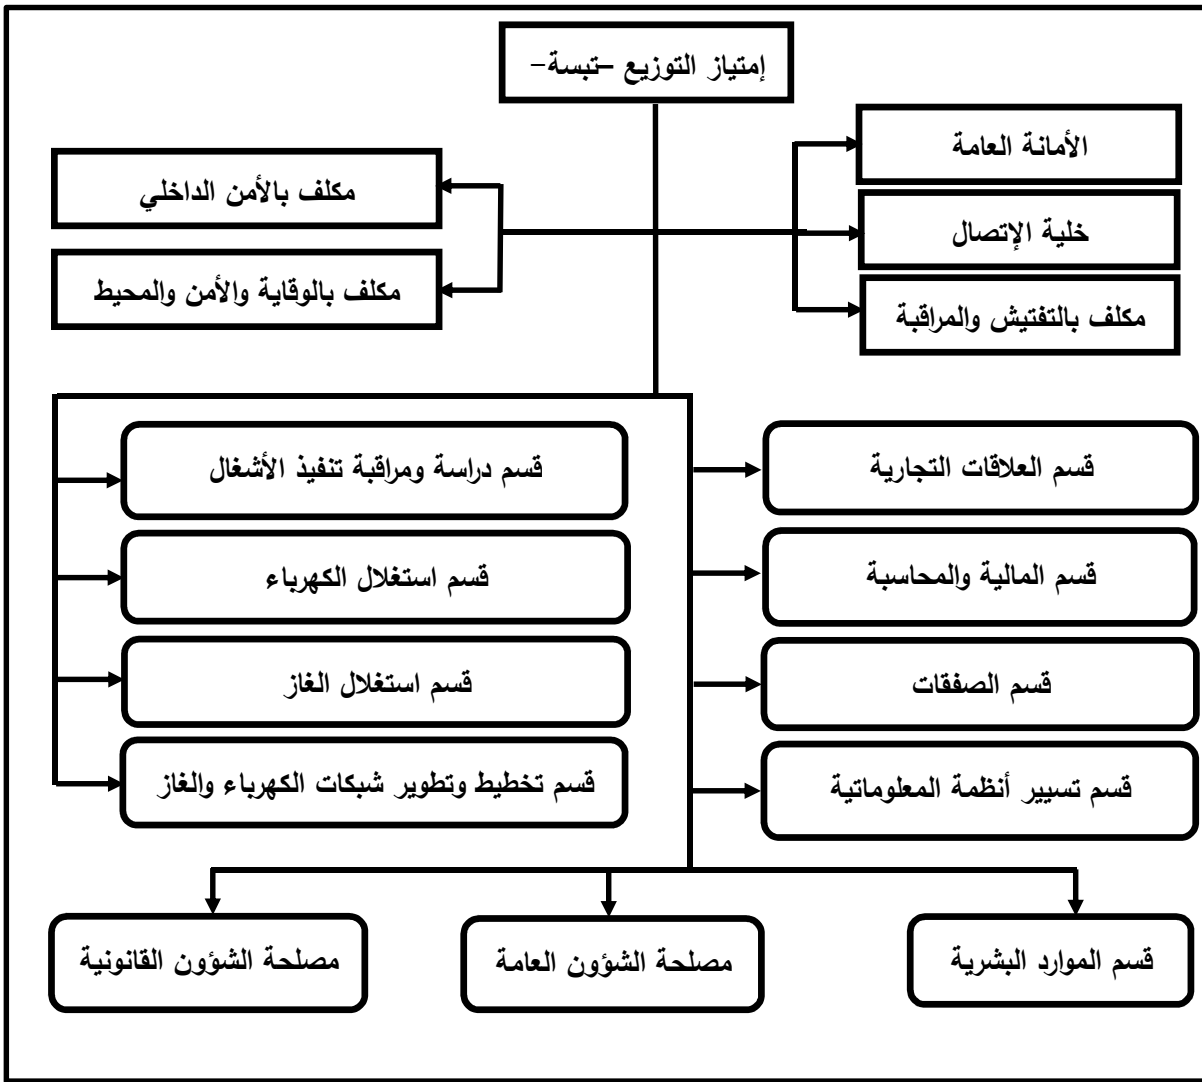 إمتياز التوزيع –تبسة-
الأمانة العامة
مكلف بالأمن الداخلي
خلية الإتصال
مكلف بالوقاية والأمن والمحيط
مكلف بالتفتيش والمراقبة
قسم العلاقات التجارية
قسم دراسة ومراقبة تنفيذ الأشغال
قسم المالية والمحاسبة
قسم استغلال الكهرباء
قسم الصفقات
قسم استغلال الغاز
قسم تسيير أنظمة المعلوماتية
قسم تخطيط وتطوير شبكات الكهرباء والغاز
قسم الموارد البشرية
مصلحة الشؤون العامة
مصلحة الشؤون القانونية